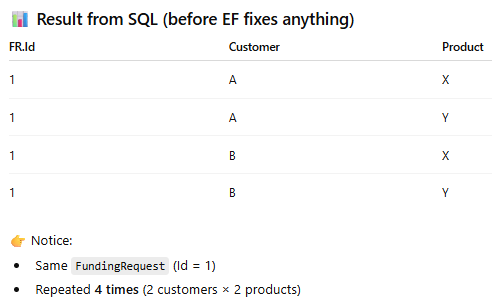 📊 Result from SQL (before EF fixes anything)
FR.Id Customer Product
1 A X
1 A Y
1 B X
1 B Y
👉 Notice:
• Same FundingRequest (Id = 1)
• Repeated 4 times (2 customers × 2 products)